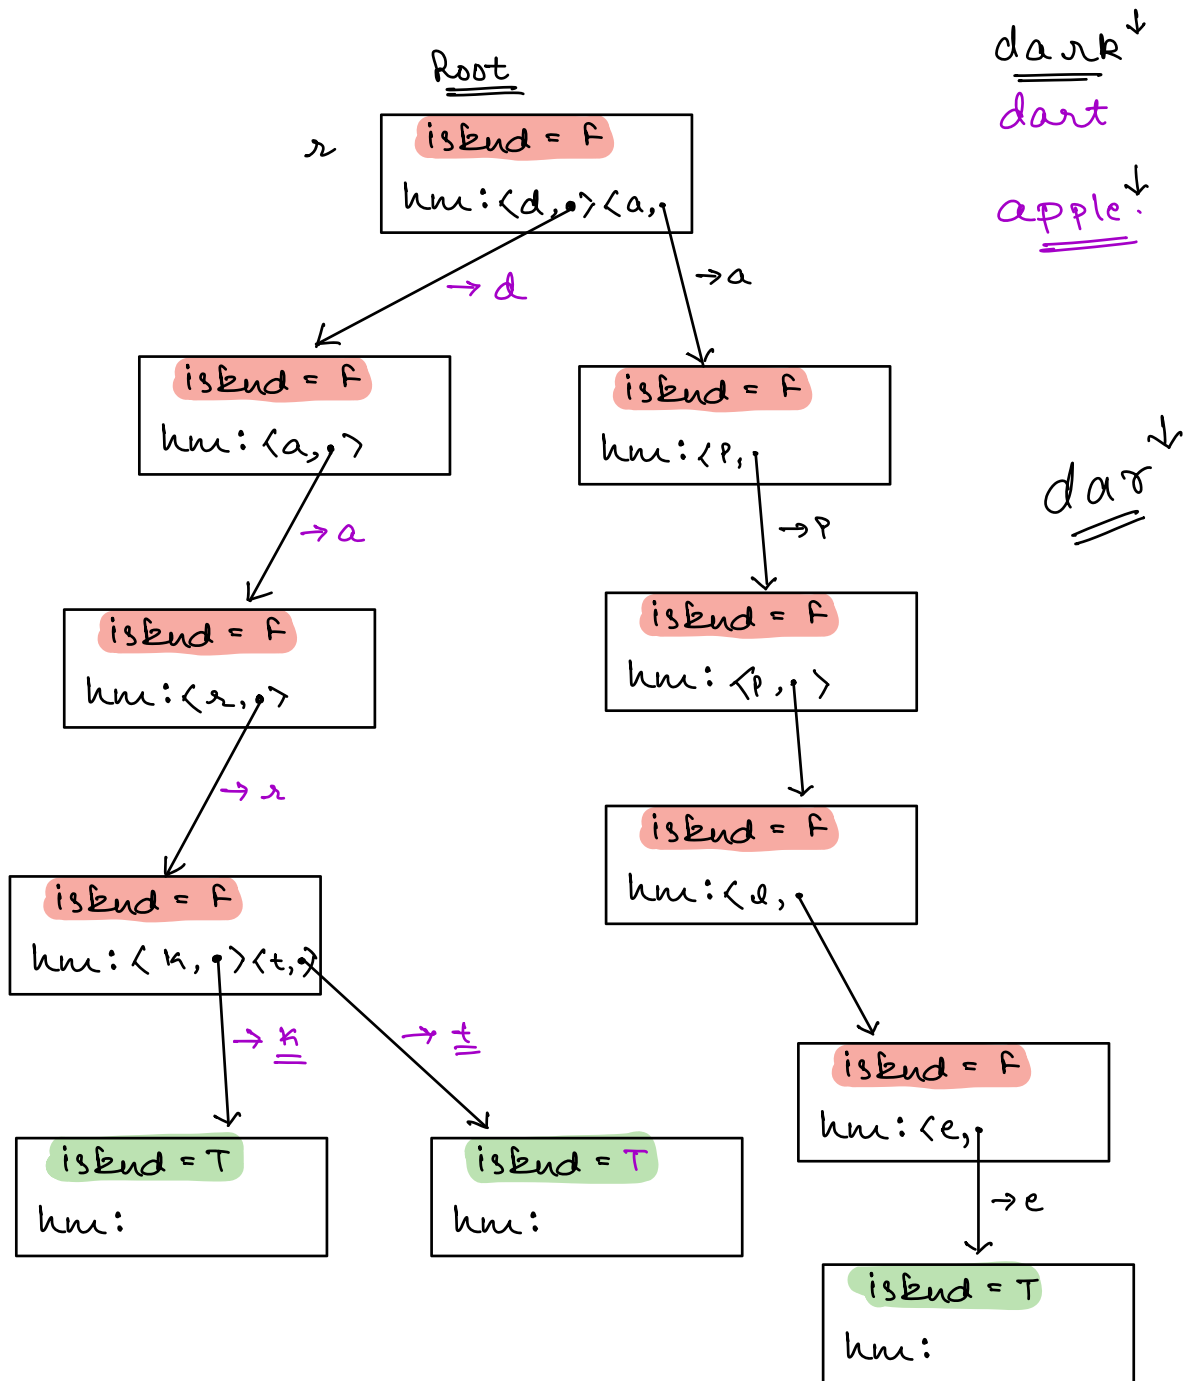 Root
dark
dart
apple.
r
isEnd = F
hm: <d, > <a,
→ d
→ a
isEnd = F
hm: <a, >
isEnd = F
hm: <p,
dar
→ a
→ p
isEnd = F
hm: <r, >
isEnd = F
hm: <p, >
→ r
isEnd = F
hm: <l,
isEnd = F
hm: <k, > <t, >
→ k
→ t
isEnd = F
hm: <e,
isEnd = T
hm:
isEnd = T
hm:
→ e
isEnd = T
hm: